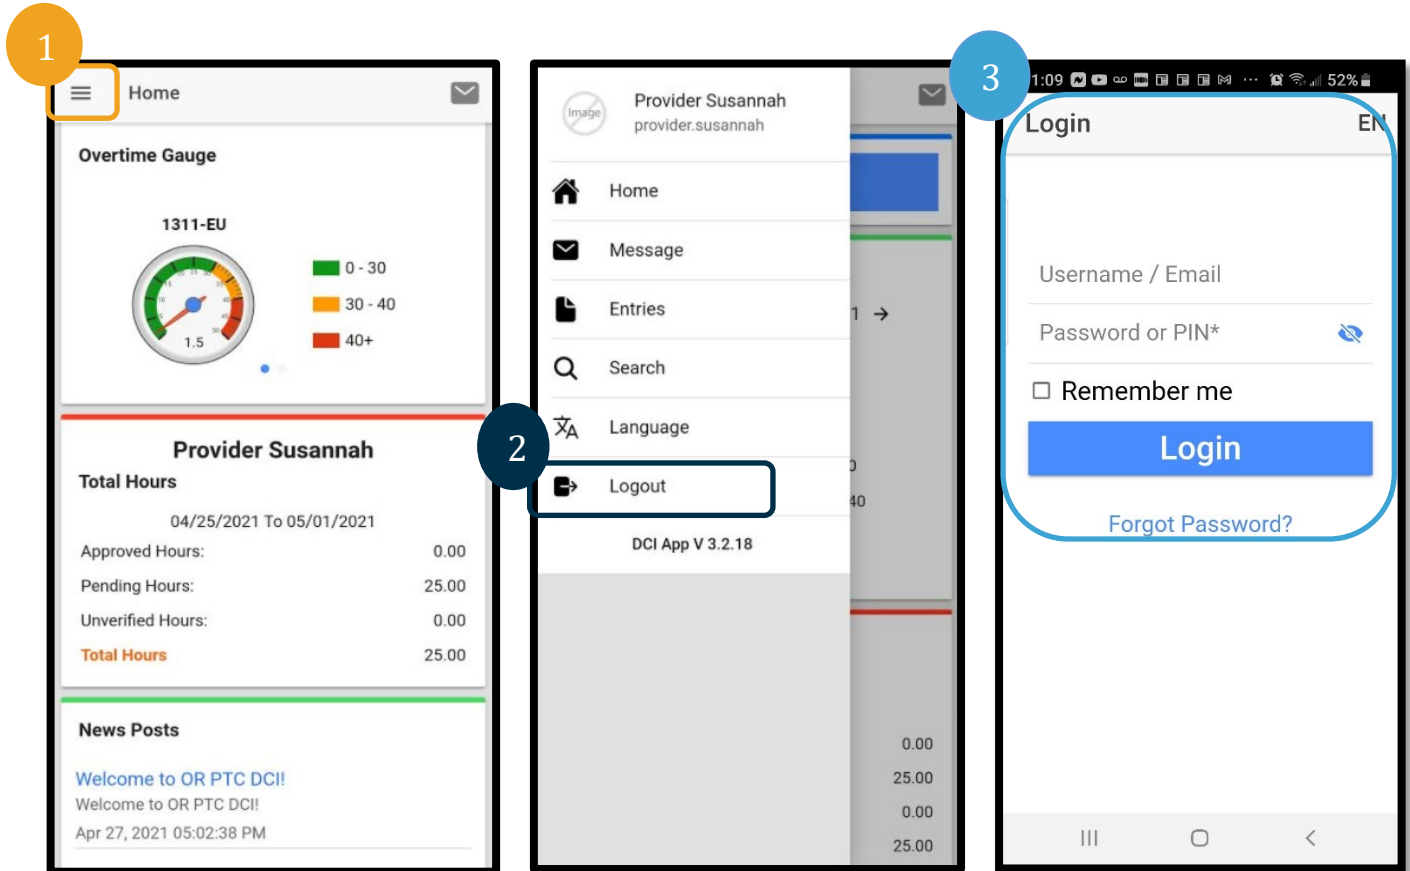 1
Home
Overtime Gauge
1311-EU
0 - 30
30 - 40
40+
1.5
Provider Susannah
Total Hours
04/25/2021 To 05/01/2021
Approved Hours: 0.00
Pending Hours: 25.00
Unverified Hours: 0.00
Total Hours 25.00
News Posts
Welcome to OR PTC DCI!
Welcome to OR PTC DCI!
Apr 27, 2021 05:02:38 PM
2
Image
Provider Susannah
provider.susannah
Home
Message
Entries
Search
Language
Logout
DCI App V 3.2.18
1
40
0.00
25.00
0.00
25.00
3
1:09 52%
Login EN
Username / Email
Password or PIN*
Remember me
Login
Forgot Password?